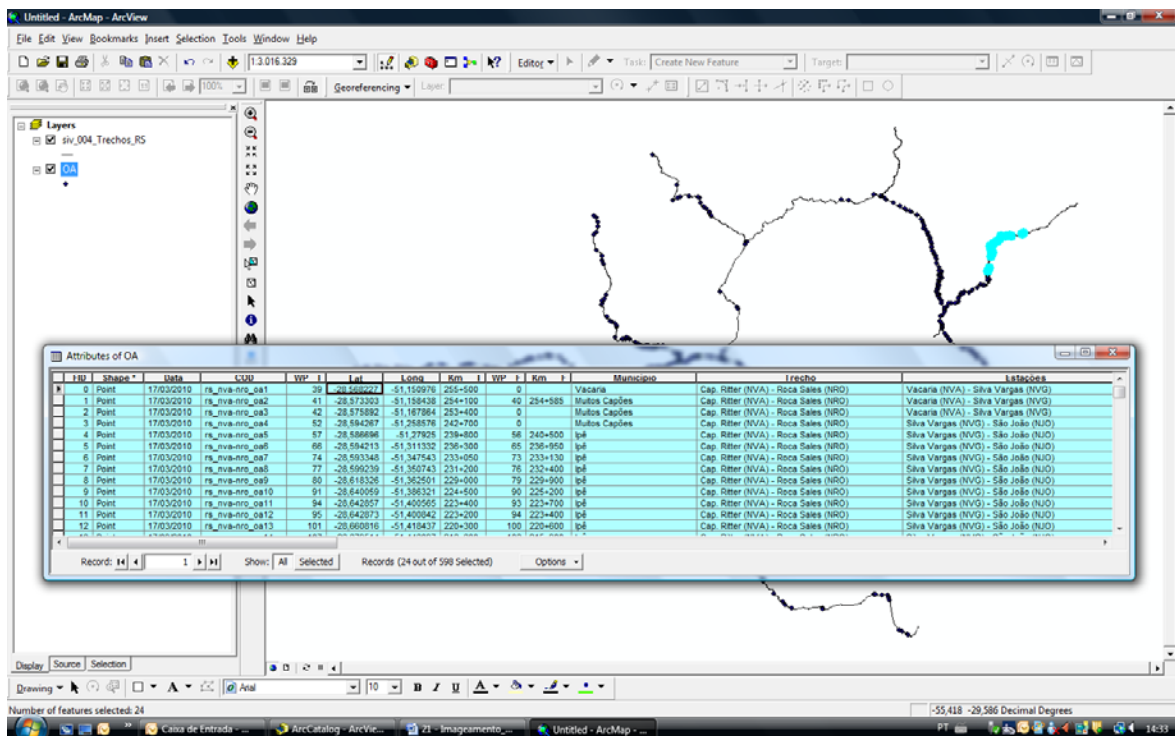 Untitled - ArcMap - ArcView
File Edit View Bookmarks Insert Selection Tools Window Help
1:3.016.329 Editor Task: Create New Feature Target:
100% Georeferencing Layer:
Layers
siv_004_Trechos_RS
OA
Attributes of OA
FID Shape * Data COD WP_I Lat Long Km_I WP_F Km_F Municipio Trecho Estações
0 Point 17/03/2010 rs_nva-nro_oa1 39 -28,568227 -51,150976 255+500 0 Vacaria Cap. Ritter (NVA) - Roca Sales (NRO) Vacaria (NVA) - Silva Vargas (NVG)
1 Point 17/03/2010 rs_nva-nro_oa2 41 -28,57303 -51,158438 254+100 40 254+585 Muitos Capões Cap. Ritter (NVA) - Roca Sales (NRO) Vacaria (NVA) - Silva Vargas (NVG)
2 Point 17/03/2010 rs_nva-nro_oa3 42 -28,575892 -51,167864 253+400 0 Muitos Capões Cap. Ritter (NVA) - Roca Sales (NRO) Vacaria (NVA) - Silva Vargas (NVG)
3 Point 17/03/2010 rs_nva-nro_oa4 52 -28,594267 -51,258576 242+700 0 Muitos Capões Cap. Ritter (NVA) - Roca Sales (NRO) Silva Vargas (NVG) - São João (NJO)
4 Point 17/03/2010 rs_nva-nro_oa5 57 -28,586696 -51,27925 239+800 56 240+500 Ipê Cap. Ritter (NVA) - Roca Sales (NRO) Silva Vargas (NVG) - São João (NJO)
5 Point 17/03/2010 rs_nva-nro_oa6 66 -28,594213 -51,311332 236+300 65 236+950 Ipê Cap. Ritter (NVA) - Roca Sales (NRO) Silva Vargas (NVG) - São João (NJO)
6 Point 17/03/2010 rs_nva-nro_oa7 74 -28,593348 -51,347543 233+050 73 233+130 Ipê Cap. Ritter (NVA) - Roca Sales (NRO) Silva Vargas (NVG) - São João (NJO)
7 Point 17/03/2010 rs_nva-nro_oa8 77 -28,599239 -51,350743 231+200 76 232+400 Ipê Cap. Ritter (NVA) - Roca Sales (NRO) Silva Vargas (NVG) - São João (NJO)
8 Point 17/03/2010 rs_nva-nro_oa9 80 -28,618326 -51,362501 229+000 79 229+900 Ipê Cap. Ritter (NVA) - Roca Sales (NRO) Silva Vargas (NVG) - São João (NJO)
9 Point 17/03/2010 rs_nva-nro_oa10 91 -28,640059 -51,386321 224+500 90 225+200 Ipê Cap. Ritter (NVA) - Roca Sales (NRO) Silva Vargas (NVG) - São João (NJO)
10 Point 17/03/2010 rs_nva-nro_oa11 94 -28,642857 -51,400565 223+400 93 223+700 Ipê Cap. Ritter (NVA) - Roca Sales (NRO) Silva Vargas (NVG) - São João (NJO)
11 Point 17/03/2010 rs_nva-nro_oa12 95 -28,642873 -51,400842 223+200 94 223+400 Ipê Cap. Ritter (NVA) - Roca Sales (NRO) Silva Vargas (NVG) - São João (NJO)
12 Point 17/03/2010 rs_nva-nro_oa13 101 -28,660816 -51,418437 220+300 100 220+600 Ipê Cap. Ritter (NVA) - Roca Sales (NRO) Silva Vargas (NVG) - São João (NJO)
Record: 1 Show: All Selected Records (24 out of 598 Selected) Options
Display Source Selection
Drawing A Arial 10 B I U A
Number of features selected: 24 -55,418 -29,586 Decimal Degrees
Caixa de Entrada - ... ArcCatalog - ArcVie... 21 - Imageamento_... Untitled - ArcMap - ... PT 14:33